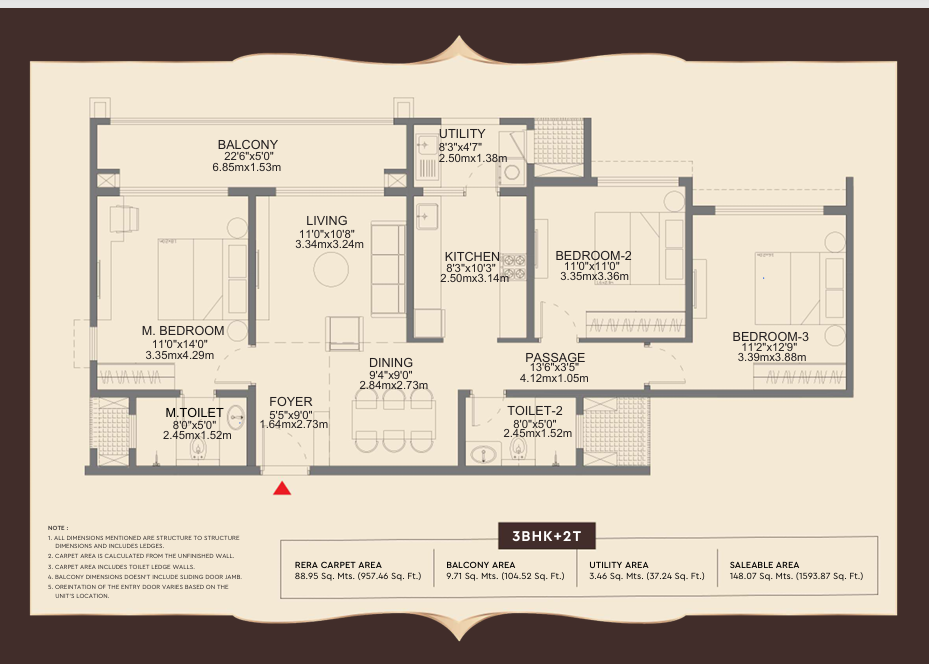 BALCONY
22'6"x5'0"
6.85mx1.53m
UTILITY
8'3"x4'7"
2.50mx1.38m
LIVING
11'0"x10'8"
3.34mx3.24m
KITCHEN
8'3"x10'3"
2.50mx3.14m
BEDROOM-2
11'0"x11'0"
3.35mx3.36m
M. BEDROOM
11'0"x14'0"
3.35mx4.29m
BEDROOM-3
11'2"x12'9"
3.39mx3.88m
DINING
9'4"x9'0"
2.84mx2.73m
PASSAGE
13'6"x3'5"
4.12mx1.05m
FOYER
5'5"x9'0"
1.64mx2.73m
M.TOILET
8'0"x5'0"
2.45mx1.52m
TOILET-2
8'0"x5'0"
2.45mx1.52m
NOTE :
1. ALL DIMENSIONS MENTIONED ARE STRUCTURE TO STRUCTURE
DIMENSIONS AND INCLUDES LEDGES.
2. CARPET AREA IS CALCULATED FROM THE UNFINISHED WALL.
3. CARPET AREA INCLUDES TOILET LEDGE WALLS.
4. BALCONY DIMENSIONS DOESN'T INCLUDE SLIDING DOOR JAMB.
5. ORIENTATION OF THE ENTRY DOOR VARIES BASED ON THE
UNIT'S LOCATION.
3BHK+2T
RERA CARPET AREA
88.95 Sq. Mts. (957.46 Sq. Ft.)
BALCONY AREA
9.71 Sq. Mts. (104.52 Sq. Ft.)
UTILITY AREA
3.46 Sq. Mts. (37.24 Sq. Ft.)
SALEABLE AREA
148.07 Sq. Mts. (1593.87 Sq. Ft.)